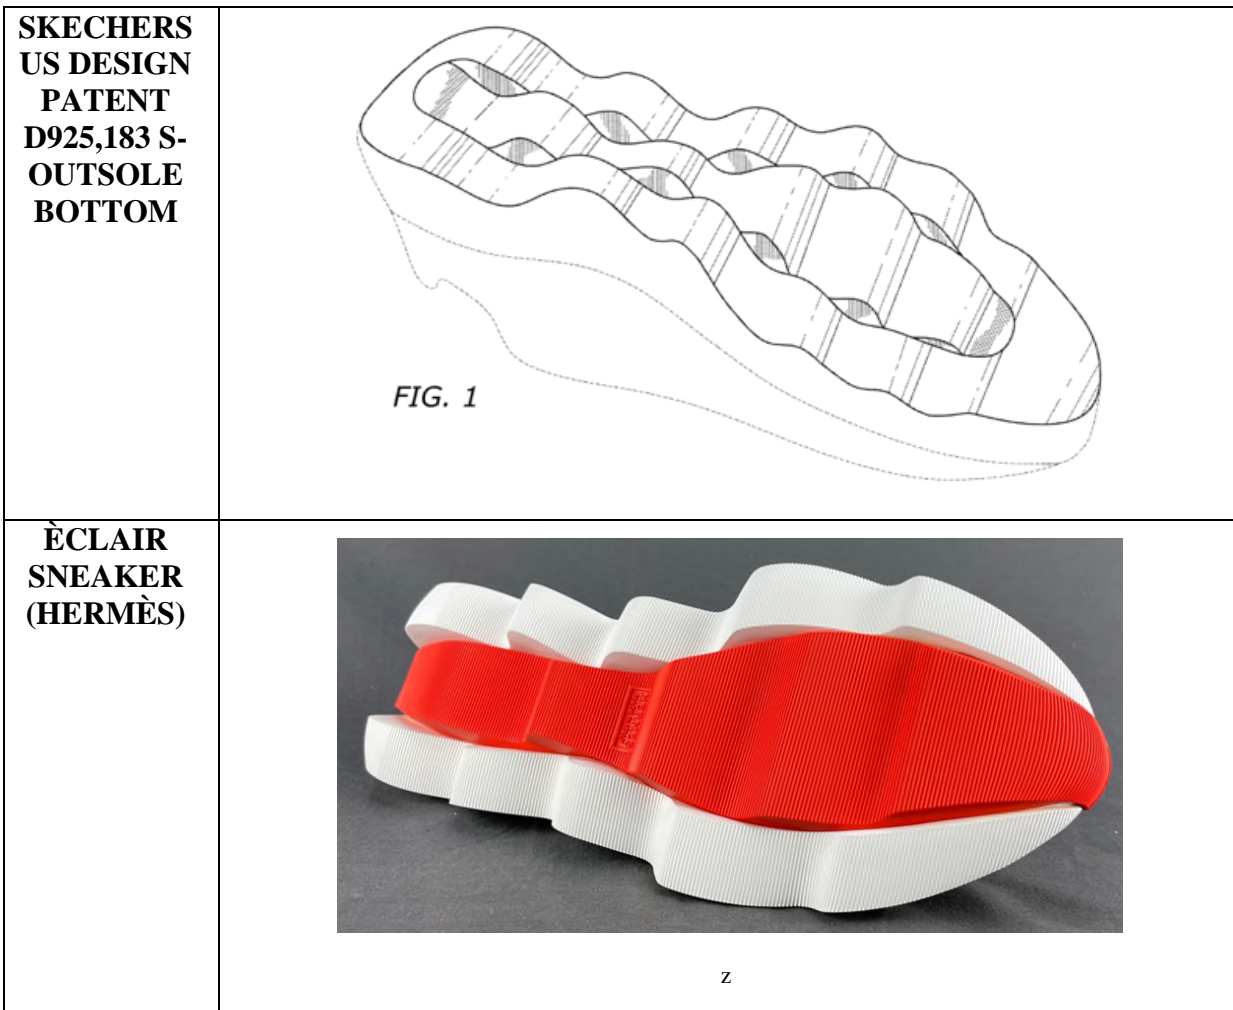 SKECHERS
US DESIGN
PATENT
D925,183 S-
OUTSOLE
BOTTOM
FIG. 1
ÈCLAIR
SNEAKER
(HERMÈS)
z